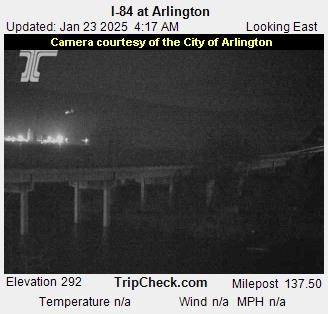 I-84 at Arlington
Updated: Jan 23 2025 4:17 AM Looking East
Camera courtesy of the City of Arlington
Elevation 292 TripCheck.com Milepost 137.50
Temperature n/a Wind n/a MPH n/a